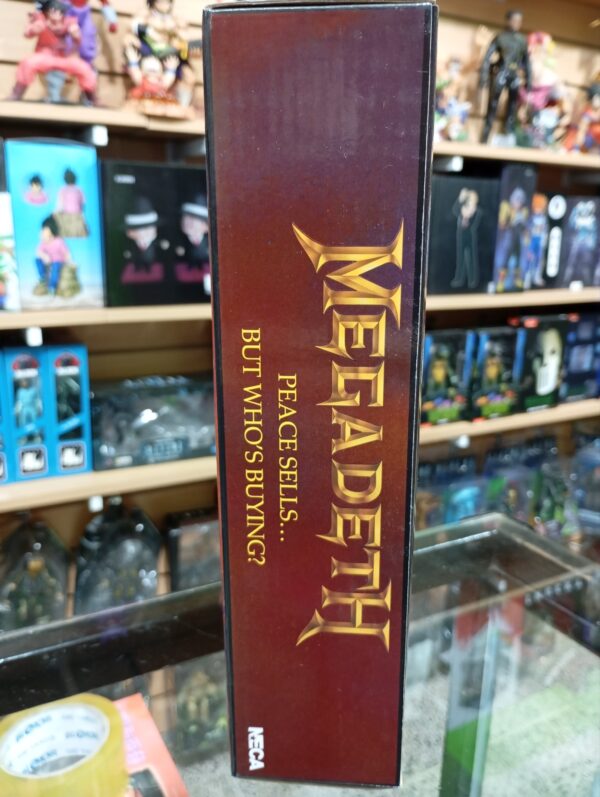 MEGADETH
PEACE SELLS...
BUT WHO'S BUYING?
NECA